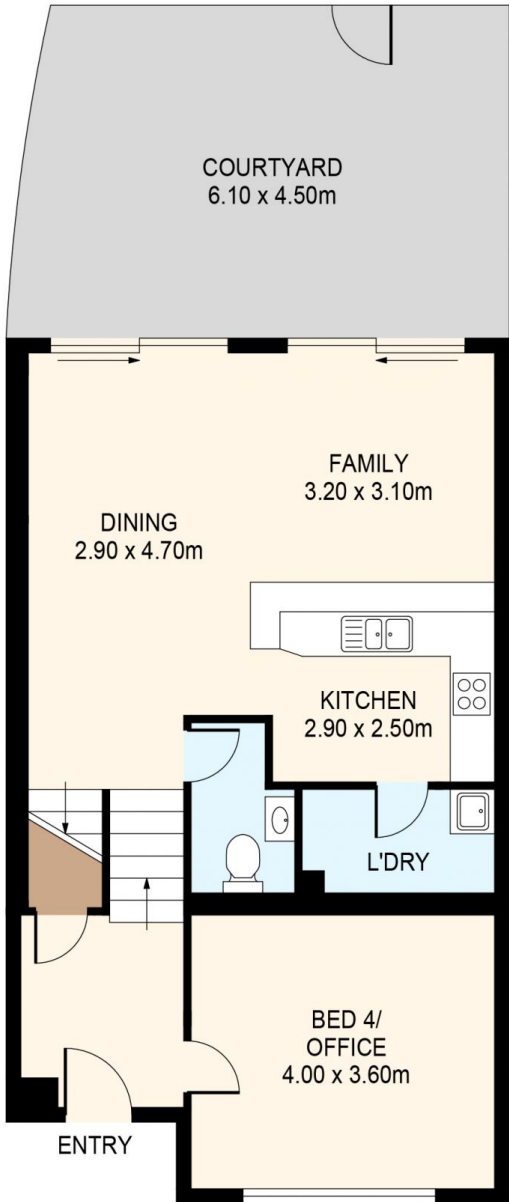 COURTYARD
6.10 x 4.50m
FAMILY
3.20 x 3.10m
DINING
2.90 x 4.70m
KITCHEN
2.90 x 2.50m
L'DRY
BED 4/
OFFICE
4.00 x 3.60m
ENTRY